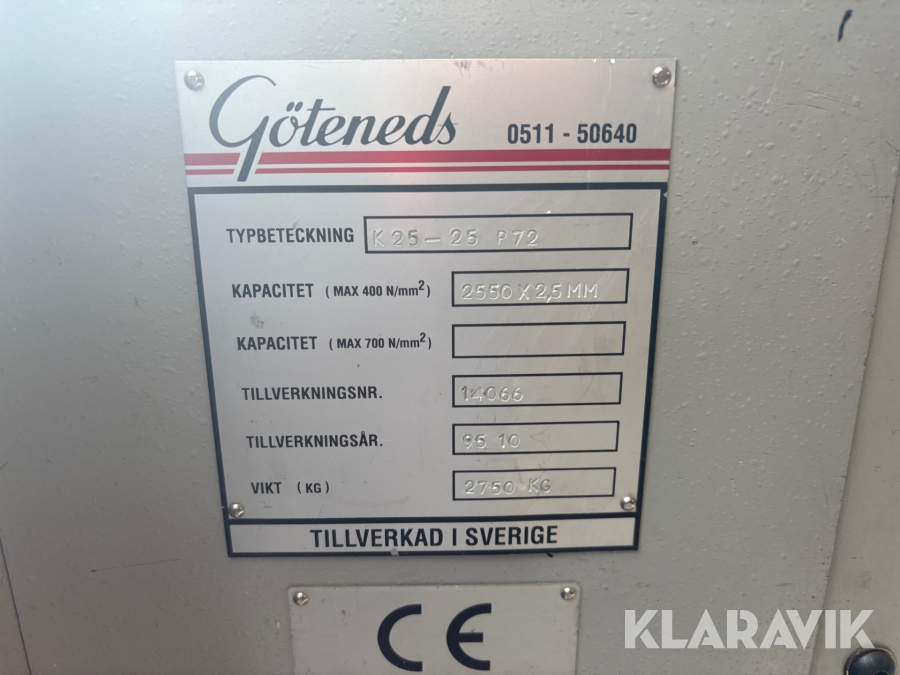 Göteneds 0511 - 50640
TYPBETECKNING K 25 - 25 P72
KAPACITET ( MAX 400 N/mm²) 2550 X 2,5 MM
KAPACITET ( MAX 700 N/mm²)
TILLVERKNINGSNR. 14066
TILLVERKNINGSÅR. 95 10
VIKT ( KG ) 2750 KG
TILLVERKAD I SVERIGE
CE
KLARAVIK